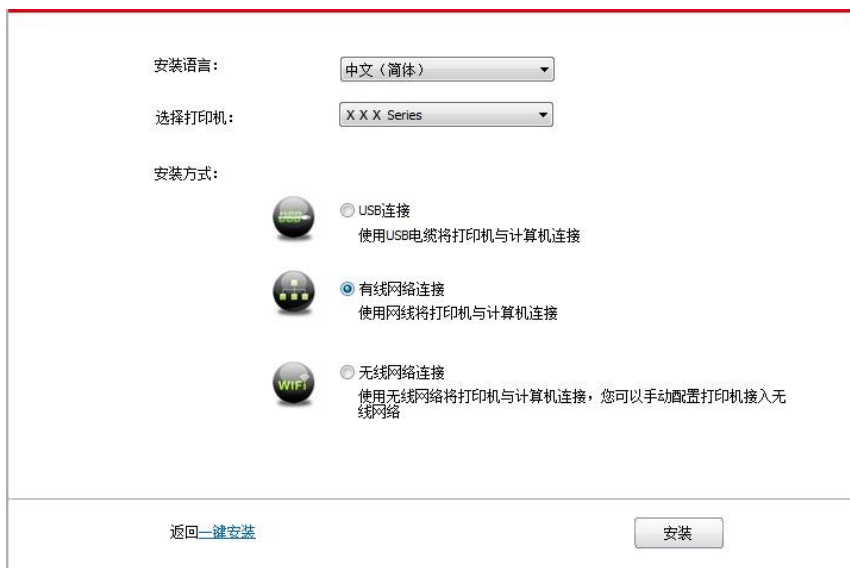 安装语言：
中文（简体）
选择打印机：
X X X Series
安装方式：
USB
USB连接
使用USB电缆将打印机与计算机连接
有线网络连接
使用网线将打印机与计算机连接
WiFi
无线网络连接
使用无线网络将打印机与计算机连接，您可以手动配置打印机接入无
线网络
返回一键安装
安装